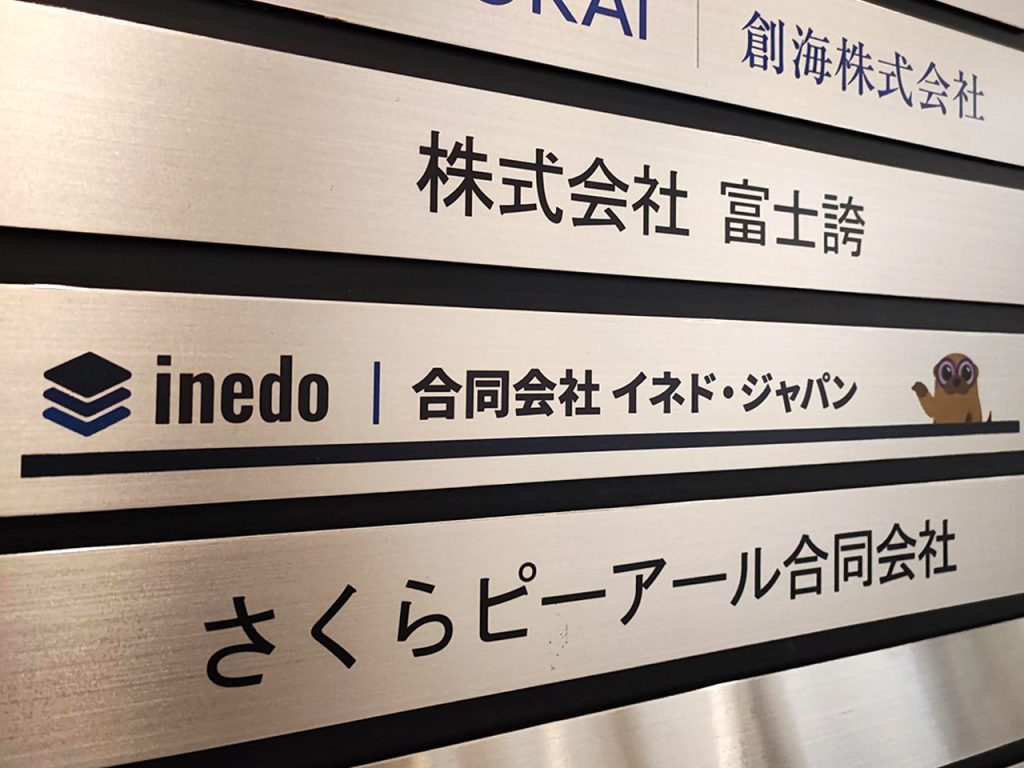 創海株式会社
株式会社 富士誇
inedo | 合同会社 イネド・ジャパン
さくらピーアール合同会社